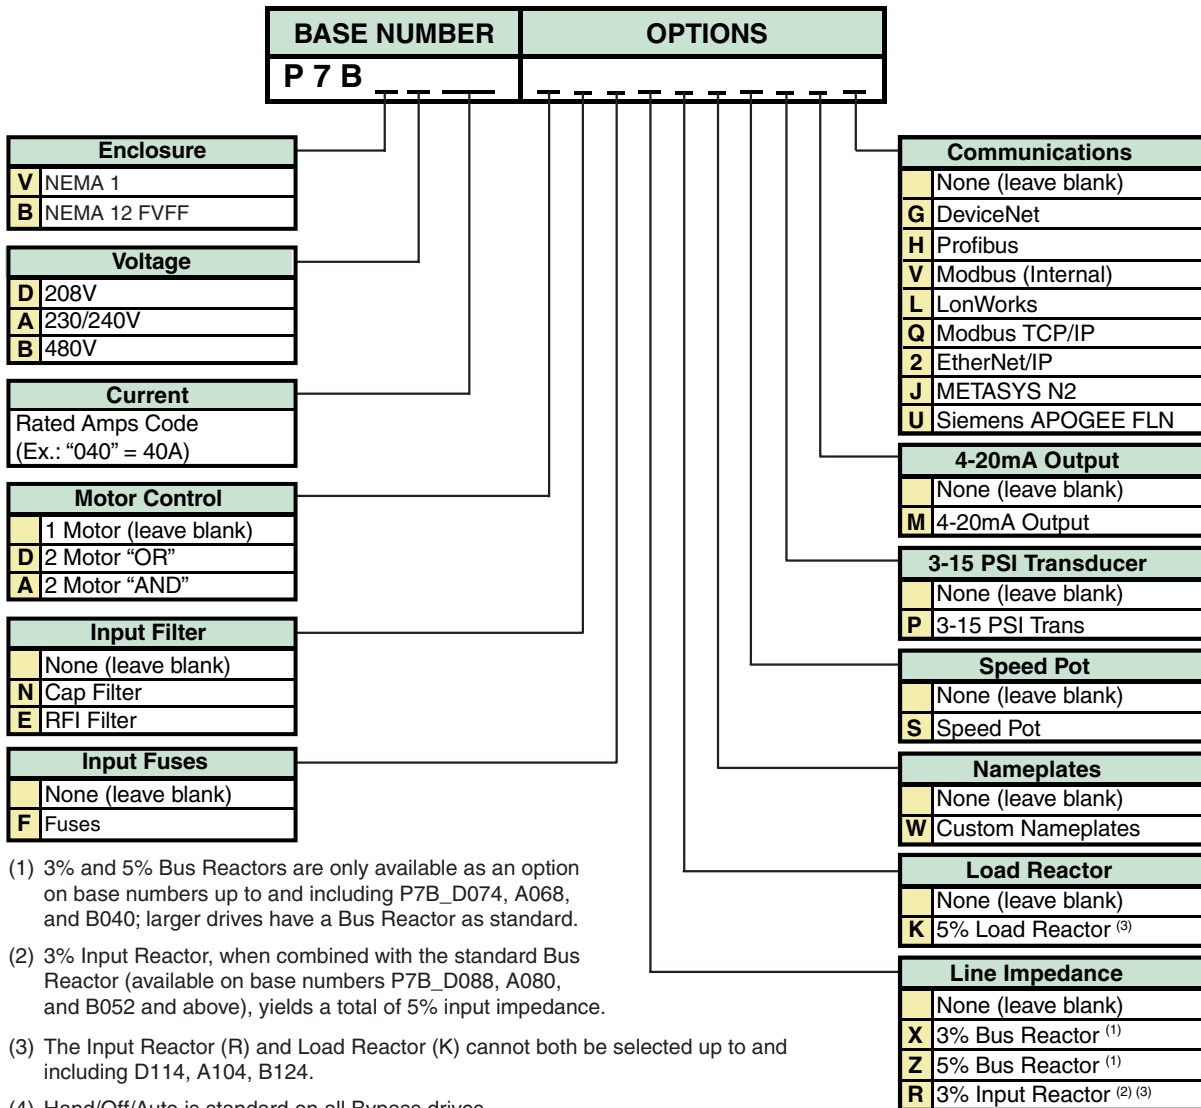 BASE NUMBER OPTIONS
P 7 B
Enclosure
V NEMA 1
B NEMA 12 FVFF
Voltage
D 208V
A 230/240V
B 480V
Current
Rated Amps Code
(Ex.: “040” = 40A)
Motor Control
1 Motor (leave blank)
D 2 Motor “OR”
A 2 Motor “AND”
Input Filter
None (leave blank)
N Cap Filter
E RFI Filter
Input Fuses
None (leave blank)
F Fuses
Communications
None (leave blank)
G DeviceNet
H Profibus
V Modbus (Internal)
L LonWorks
Q Modbus TCP/IP
2 EtherNet/IP
J METASYS N2
U Siemens APOGEE FLN
4-20mA Output
None (leave blank)
M 4-20mA Output
3-15 PSI Transducer
None (leave blank)
P 3-15 PSI Trans
Speed Pot
None (leave blank)
S Speed Pot
Nameplates
None (leave blank)
W Custom Nameplates
Load Reactor
None (leave blank)
K 5% Load Reactor (3)
Line Impedance
None (leave blank)
X 3% Bus Reactor (1)
Z 5% Bus Reactor (1)
R 3% Input Reactor (2) (3)
(1) 3% and 5% Bus Reactors are only available as an option
on base numbers up to and including P7B_D074, A068,
and B040; larger drives have a Bus Reactor as standard.
(2) 3% Input Reactor, when combined with the standard Bus
Reactor (available on base numbers P7B_D088, A080,
and B052 and above), yields a total of 5% input impedance.
(3) The Input Reactor (R) and Load Reactor (K) cannot both be selected up to and
including D114, A104, B124.
(4) Hand/Off/Auto is standard on all Bypass drives